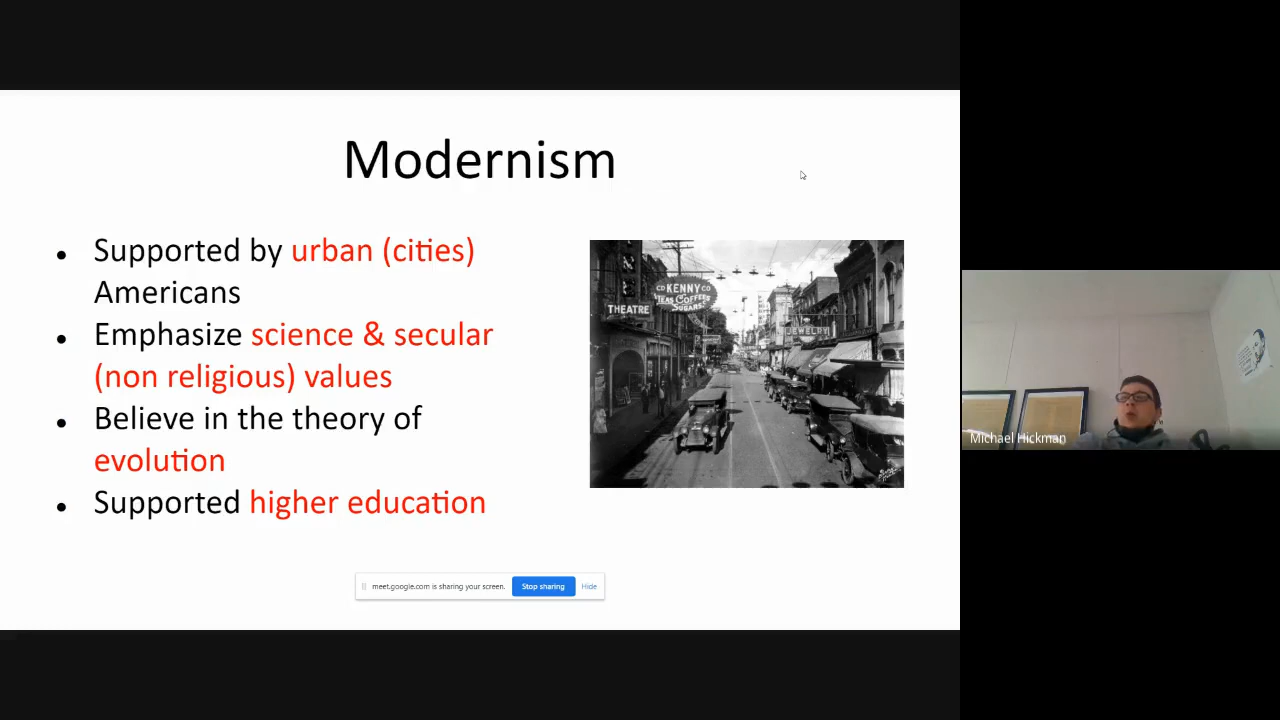 Modernism
Supported by urban (cities)
Americans
Emphasize science & secular
(non religious) values
Believe in the theory of
evolution
Supported higher education
THEATRE
KENNY CO
TEAS COFFEES
SUGARS
JEWELRY
meet.google.com is sharing your screen.
Stop sharing
Hide
Michael Hickman